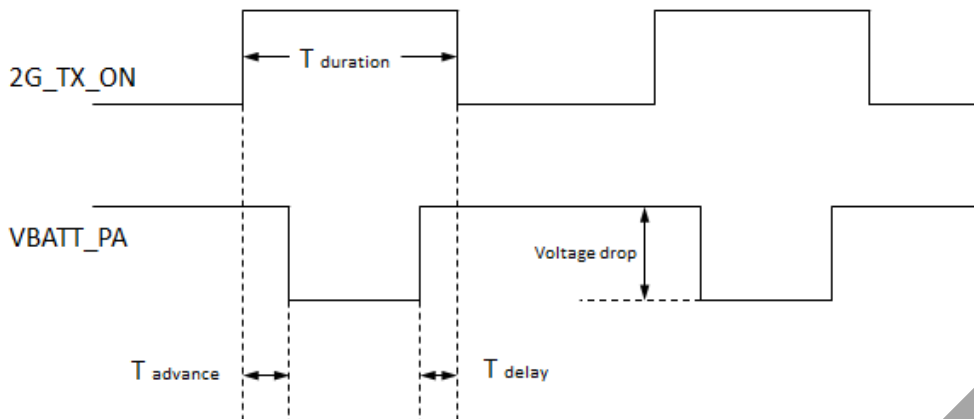 T duration
2G_TX_ON
VBATT_PA
Voltage drop
T advance
T delay